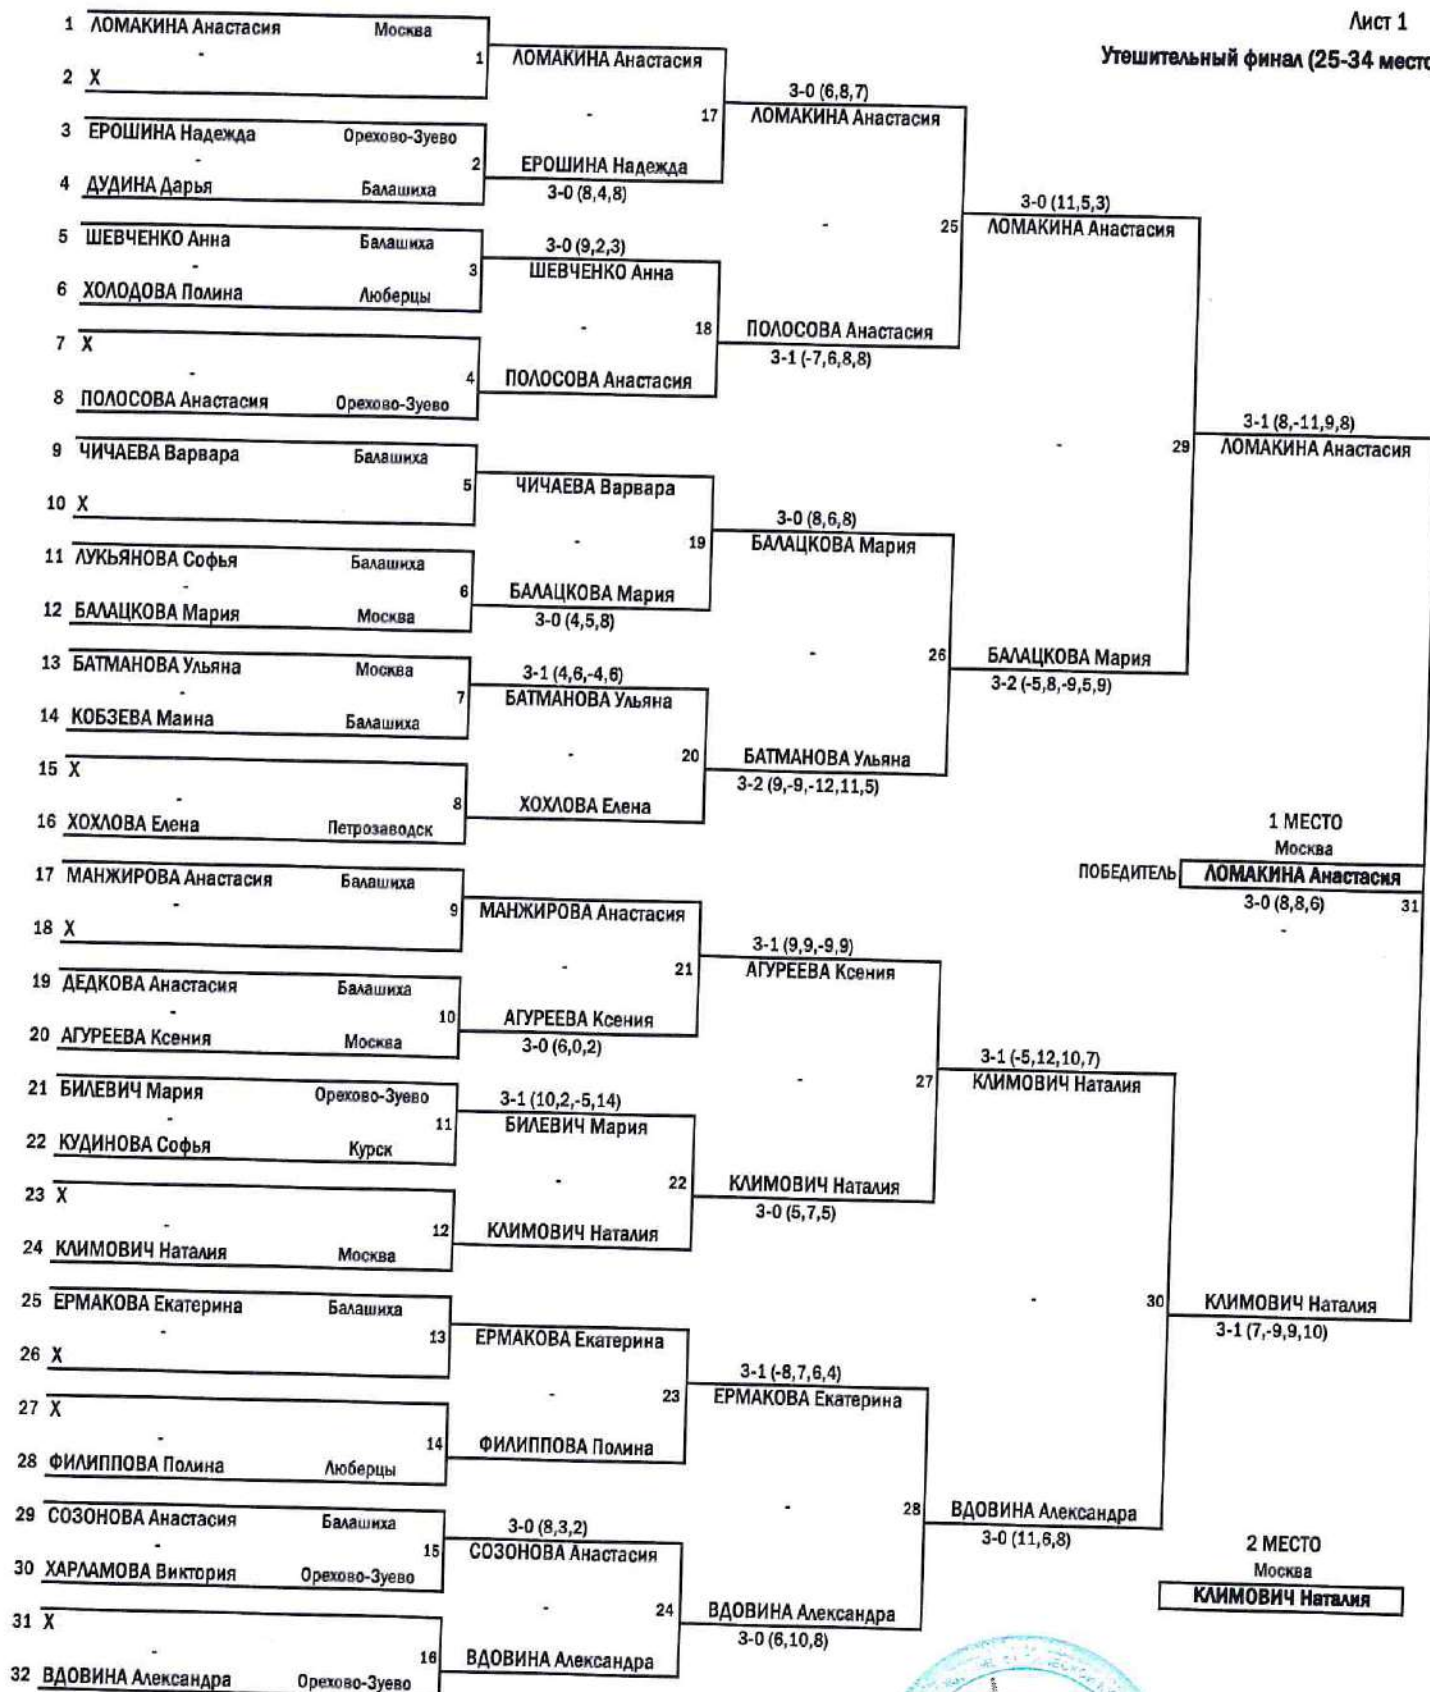 Лист 1
Утешительный финал (25-34 место
1 ЛОМАКИНА Анастасия Москва
-
2 X
1
3 ЕРОШИНА Надежда Орехово-Зуево
-
4 ДУДИНА Дарья Балашиха
2
5 ШЕВЧЕНКО Анна Балашиха
-
6 ХОЛОДОВА Полина Люберцы
3
7 X
-
8 ПОЛОСОВА Анастасия Орехово-Зуево
4
9 ЧИЧАЕВА Варвара Балашиха
10 X
5
11 ЛУКЬЯНОВА Софья Балашиха
-
12 БАЛАЦКОВА Мария Москва
6
13 БАТМАНОВА Ульяна Москва
-
14 КОБЗЕВА Маина Балашиха
7
15 X
-
16 ХОХЛОВА Елена Петрозаводск
8
17 МАНЖИРОВА Анастасия Балашиха
-
18 X
9
19 ДЕДКОВА Анастасия Балашиха
-
20 АГУРЕЕВА Ксения Москва
10
21 БИЛЕВИЧ Мария Орехово-Зуево
-
22 КУДИНОВА Софья Курск
11
23 X
-
24 КЛИМОВИЧ Наталия Москва
12
25 ЕРМАКОВА Екатерина Балашиха
-
26 X
13
27 X
-
28 ФИЛИППОВА Полина Люберцы
14
29 СОЗОНОВА Анастасия Балашиха
-
30 ХАРЛАМОВА Виктория Орехово-Зуево
15
31 X
-
32 ВДОВИНА Александра Орехово-Зуево
16
ЛОМАКИНА Анастасия
-
17
ЕРОШИНА Надежда
3-0 (8,4,8)
3-0 (9,2,3)
ШЕВЧЕНКО Анна
-
18
ПОЛОСОВА Анастасия
ЧИЧАЕВА Варвара
-
19
БАЛАЦКОВА Мария
3-0 (4,5,8)
3-1 (4,6,-4,6)
БАТМАНОВА Ульяна
-
20
ХОХЛОВА Елена
МАНЖИРОВА Анастасия
-
21
АГУРЕЕВА Ксения
3-0 (6,0,2)
3-1 (10,2,-5,14)
БИЛЕВИЧ Мария
-
22
КЛИМОВИЧ Наталия
ЕРМАКОВА Екатерина
-
23
ФИЛИППОВА Полина
3-0 (8,3,2)
СОЗОНОВА Анастасия
-
24
ВДОВИНА Александра
3-0 (6,8,7)
ЛОМАКИНА Анастасия
-
25
ПОЛОСОВА Анастасия
3-1 (-7,6,8,8)
3-0 (8,6,8)
БАЛАЦКОВА Мария
-
26
БАТМАНОВА Ульяна
3-2 (9,-9,-12,11,5)
3-1 (9,9,-9,9)
АГУРЕЕВА Ксения
-
27
КЛИМОВИЧ Наталия
3-0 (5,7,5)
3-1 (-8,7,6,4)
ЕРМАКОВА Екатерина
-
28
ВДОВИНА Александра
3-0 (6,10,8)
3-0 (11,5,3)
ЛОМАКИНА Анастасия
-
29
БАЛАЦКОВА Мария
3-2 (-5,8,-9,5,9)
3-1 (-5,12,10,7)
КЛИМОВИЧ Наталия
-
30
ВДОВИНА Александра
3-0 (11,6,8)
3-1 (8,-11,9,8)
ЛОМАКИНА Анастасия
1 МЕСТО
Москва
ПОБЕДИТЕЛЬ ЛОМАКИНА Анастасия
3-0 (8,8,6) 31
-
КЛИМОВИЧ Наталия
3-1 (7,-9,9,10)
2 МЕСТО
Москва
КЛИМОВИЧ Наталия